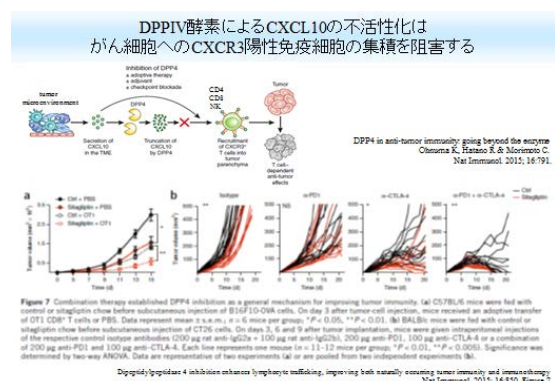 DPPIV酵素によるCXCL10の不活性化は
がん細胞へのCXCR3陽性免疫細胞の集積を阻害する
Inhibition of DPP4
adoptive therapy
adjuvant
checkpoint blockade
CD4
CD8
NK
Tumor
tumor
microenvironment
DPP4
Secretion of
CXCL10
in the TME
Truncation of
CXCL10
by DPP4
Recruitment
of CXCR3+
T cells into
tumor
parenchyma
T cell–
dependent
anti-tumor
effects
DPP4 in anti-tumor immunity: going beyond the enzyme
Ohnuma K, Hatano R & Morimoto C.
Nat Immunol. 2015; 16:791.
a
Ctrl + PBS
Sitagliptin + PBS
Ctrl + OT1
Sitagliptin + OT1
Tumor volume
Time (d)
b
Isotype
α-PD1
α-CTLA-4
α-PD1 + α-CTLA-4
Ctrl
Sitagliptin
**
NS
*
**
500
400
300
200
100
0
0 5 10 15 20
Time (d)
Figure 7 Combination therapy established DPP4 inhibition as a general mechanism for improving tumor immunity. (a) C57BL/6 mice were fed with
control or sitagliptin chow before subcutaneous injection of B16F10-OVA cells. On day 3 after tumor-cell injection, mice received an adoptive transfer
of OT1 CD8+ T cells or PBS. Data represent mean ± s.e.m.; n = 6 mice per group; *P < 0.05, **P < 0.01. (b) BALB/c mice were fed with control or
sitagliptin chow before subcutaneous injection of CT26 cells. On days 3, 6 and 9 after tumor implantation, mice were given intraperitoneal injections
of the respective control isotype antibodies (200 μg rat anti-IgG2a + 100 μg rat anti-IgG2b), 200 μg anti-PD1, 100 μg anti-CTLA-4 or a combination
of 200 μg anti-PD1 and 100 μg anti-CTLA-4. Each line represents one mouse (n = 11–12 mice per group; *P < 0.01, **P < 0.005). Significance was
determined by two-way ANOVA. Data are representative of two experiments (a) or are pooled from two independent experiments (b).
Dipeptidylpeptidase 4 inhibition enhances lymphocyte trafficking, improving both naturally occurring tumor immunity and immunotherapy